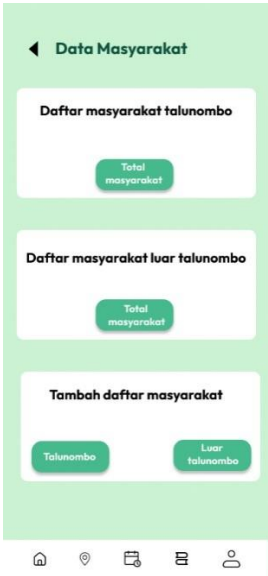 Data Masyarakat
Daftar masyarakat talunombo
Total
masyarakat
Daftar masyarakat luar talunombo
Total
masyarakat
Tambah daftar masyarakat
Talunombo
Luar
talunombo